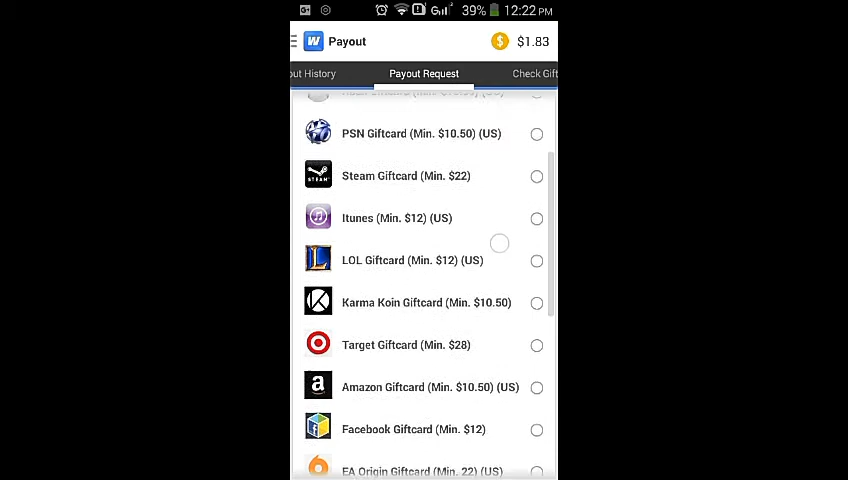 39% 12:22 PM
W Payout $1.83
out History Payout Request Check Gift
PSN Giftcard (Min. $10.50) (US)
STEAM Steam Giftcard (Min. $22)
Itunes (Min. $12) (US)
L LOL Giftcard (Min. $12) (US)
K Karma Koin Giftcard (Min. $10.50)
Target Giftcard (Min. $28)
a Amazon Giftcard (Min. $10.50) (US)
f Facebook Giftcard (Min. $12)
EA Origin Giftcard (Min. 22) (US)